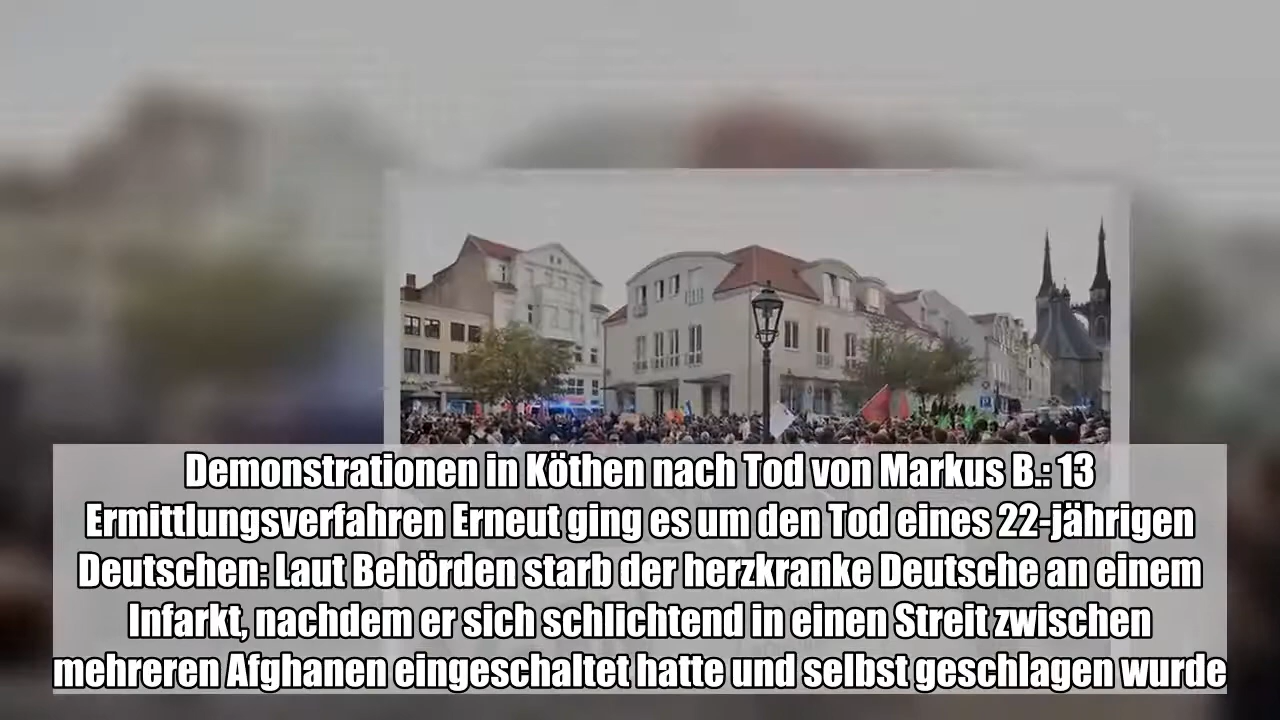 Demonstrationen in Köthen nach Tod von Markus B.: 13
Ermittlungsverfahren Erneut ging es um den Tod eines 22-jährigen
Deutschen: Laut Behörden starb der herzkranke Deutsche an einem
Infarkt, nachdem er sich schlichtend in einen Streit zwischen
mehreren Afghanen eingeschaltet hatte und selbst geschlagen wurde